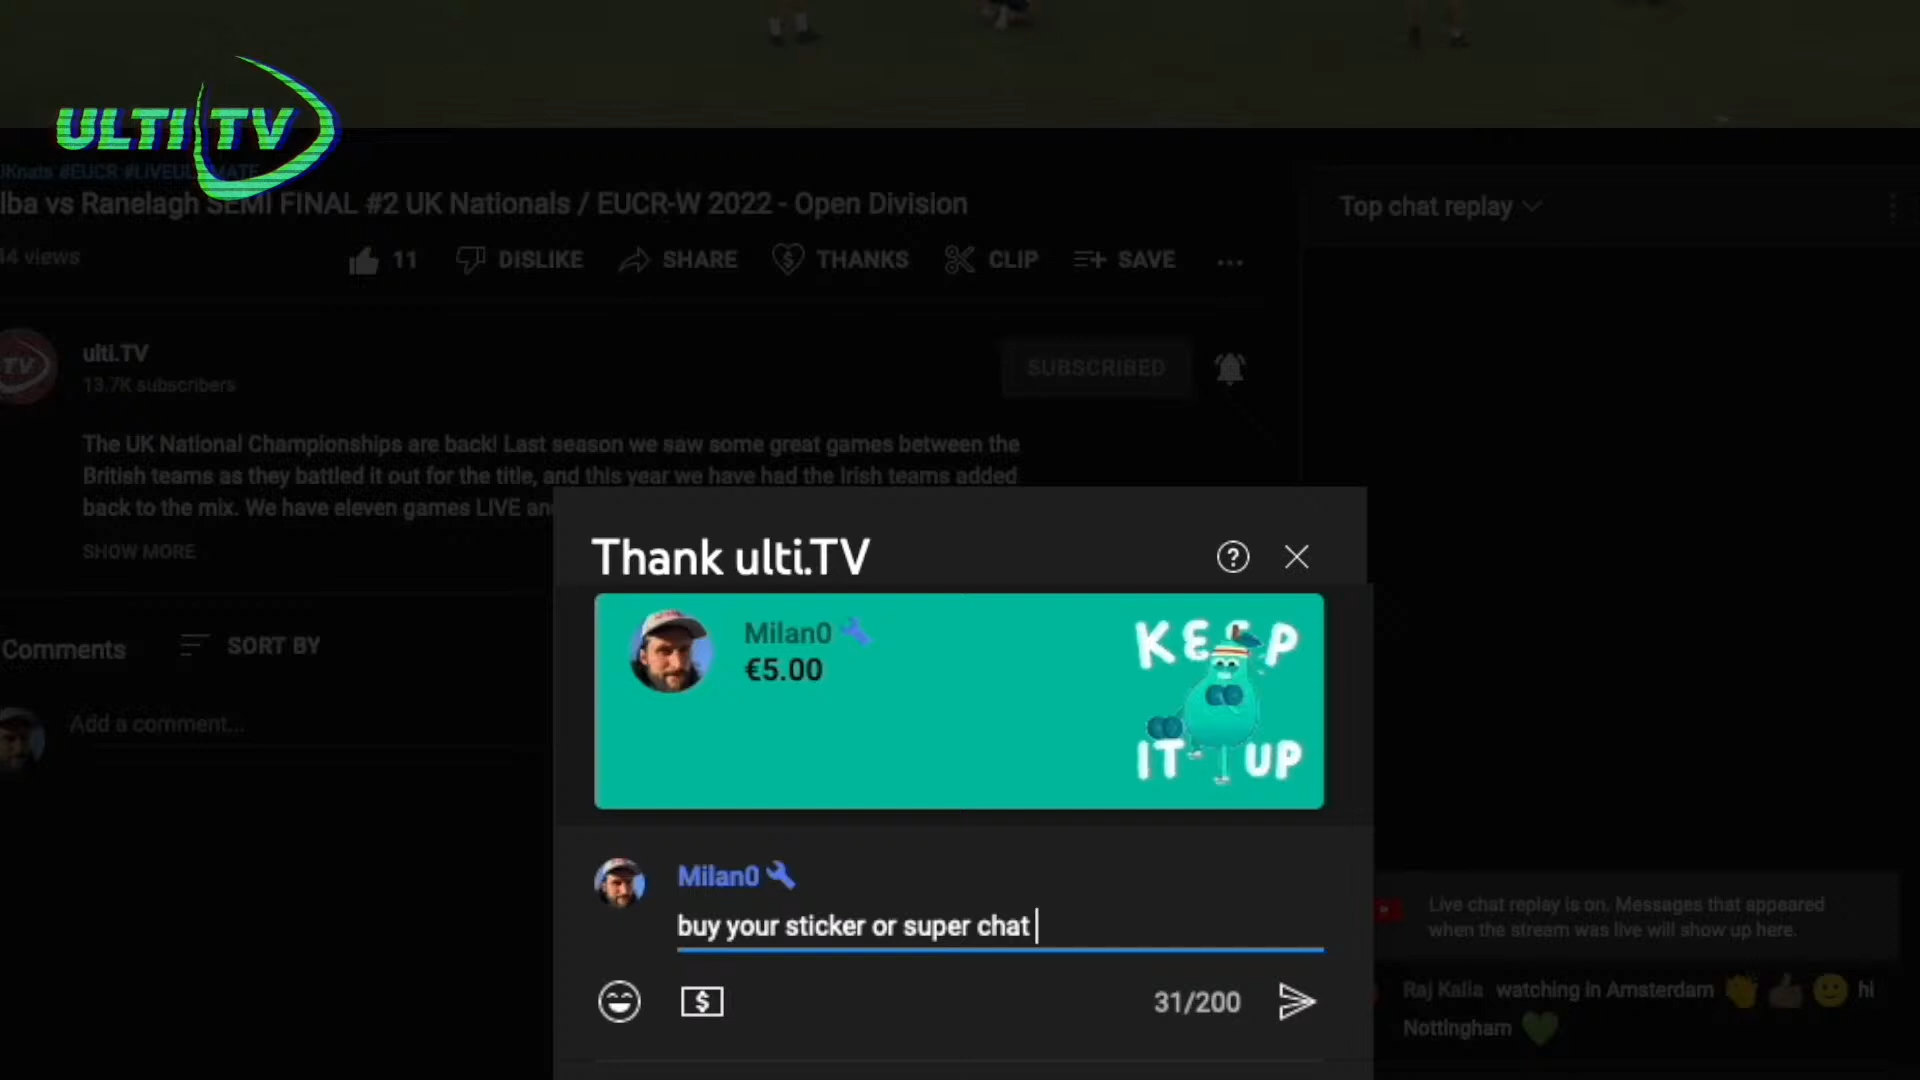 ULTI TV
#EUCR #LIVEULTIMATE
lba vs Ranelagh SEMI FINAL #2 UK Nationals / EUCR-W 2022 - Open Division
Top chat replay
44 views
11
DISLIKE
SHARE
THANKS
CLIP
SAVE
...
TV
ulti.TV
13.7K subscribers
SUBSCRIBED
The UK National Championships are back! Last season we saw some great games between the
British teams as they battled it out for the title, and this year we have had the Irish teams added
back to the mix. We have eleven games LIVE an
SHOW MORE
Thank ulti.TV
?
Milan0
€5.00
KEEP
IT UP
Comments
SORT BY
Add a comment...
Milan0
buy your sticker or super chat
$
31/200
Live chat replay is on. Messages that appeared
when the stream was live will show up here.
Raj Kalia watching in Amsterdam 👏 👍 🙂 hi
Nottingham 💚